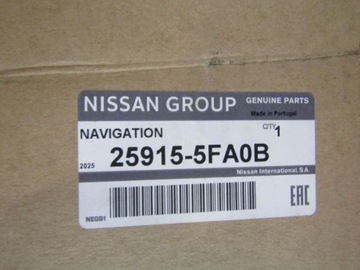 NISSAN GROUP GENUINE PARTS
Made in Portugal
NAVIGATION QTY 1
2025 25915-5FA0B
Nissan International, S.A.
NEGB1
EAC